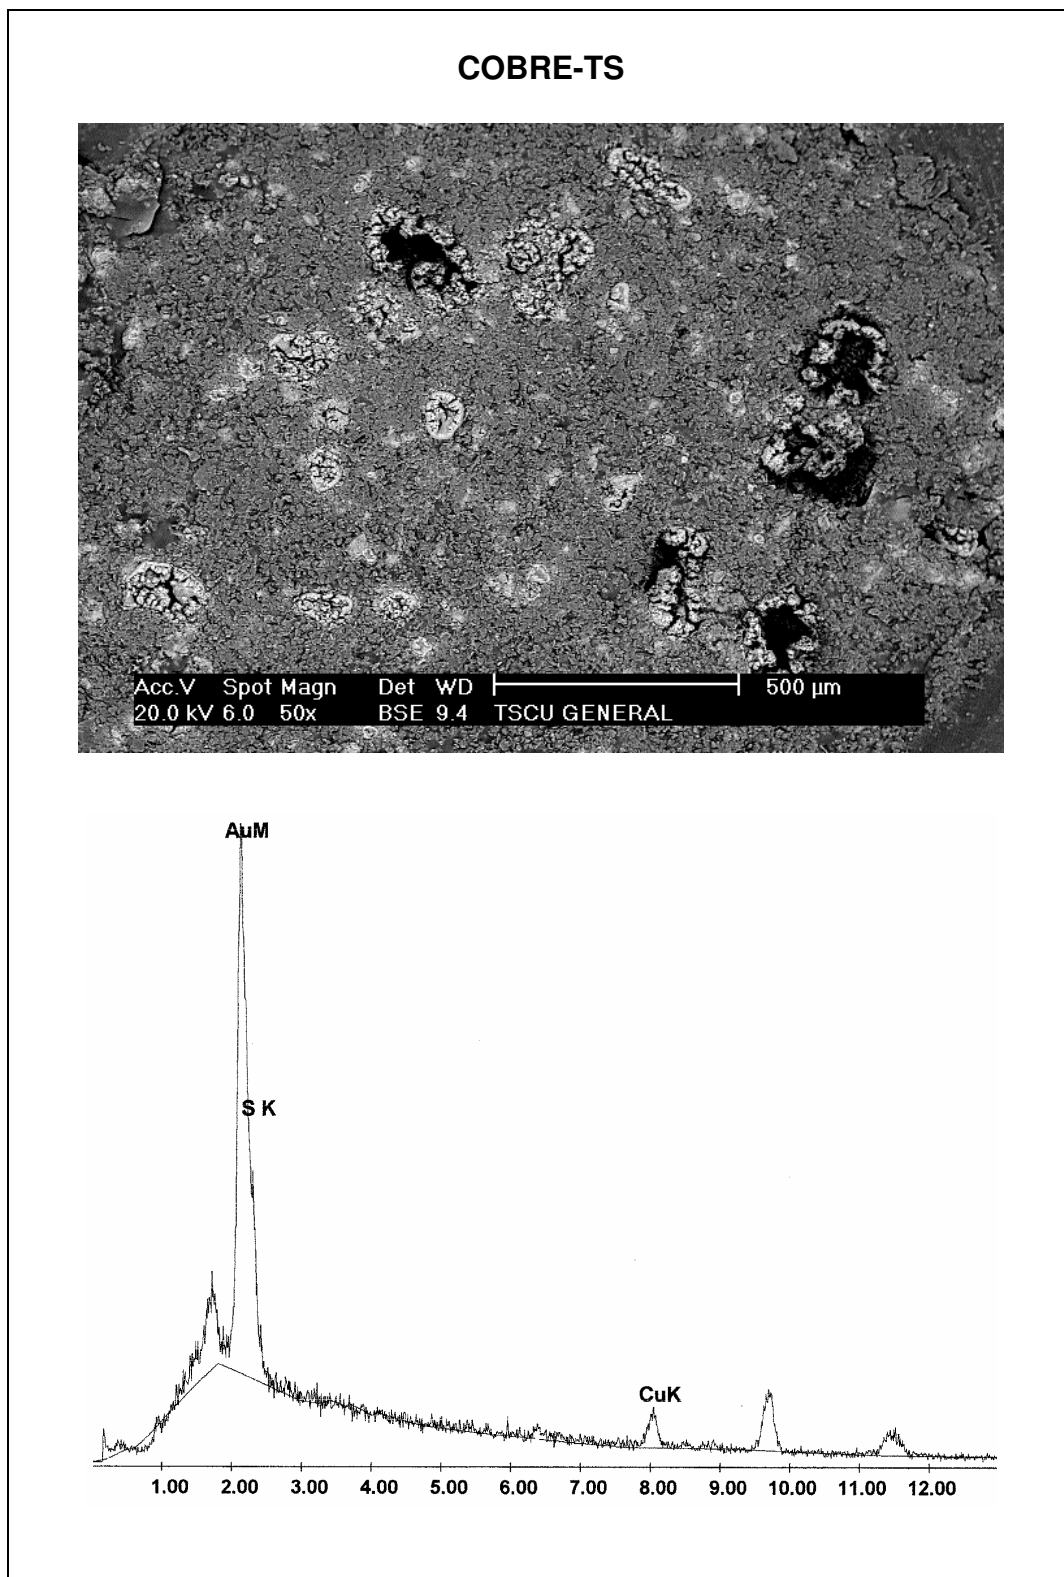 COBRE-TS
Acc.V Spot Magn Det WD 500 µm
20.0 kV 6.0 50x BSE 9.4 TSCU GENERAL
AuM
S K
CuK
1.00 2.00 3.00 4.00 5.00 6.00 7.00 8.00 9.00 10.00 11.00 12.00